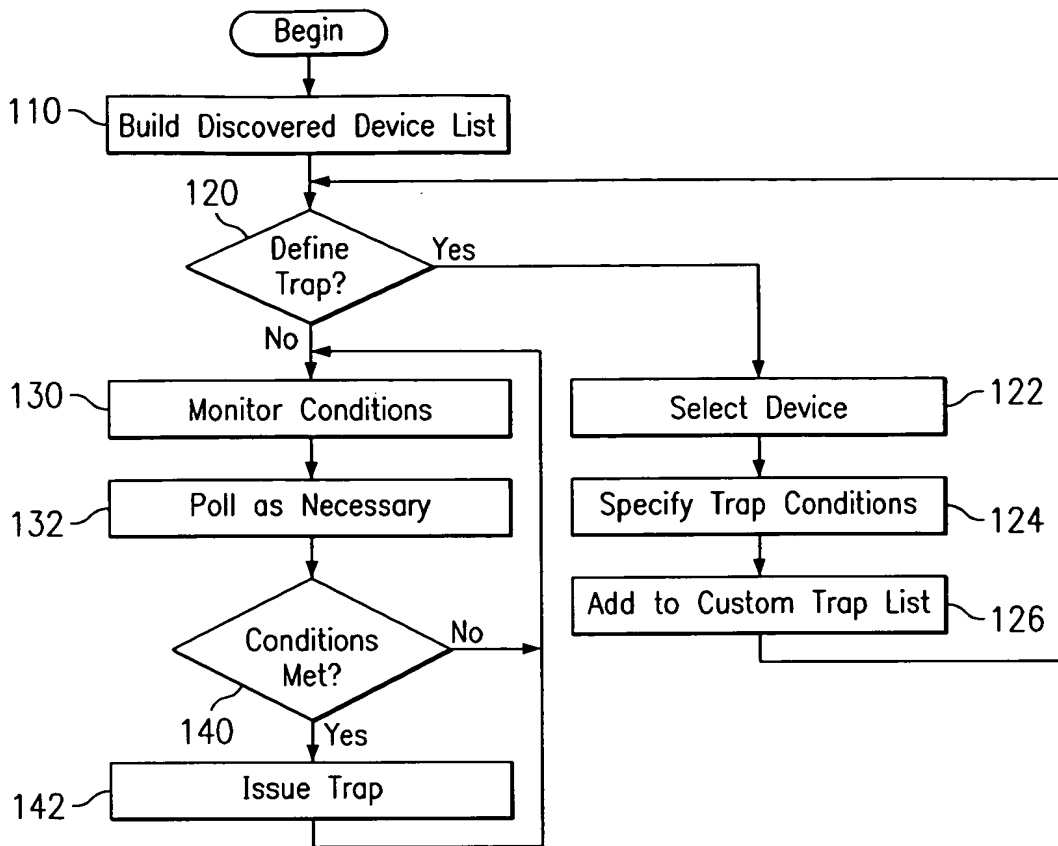 Begin
110
Build Discovered Device List
120
Define
Trap?
Yes
No
130
Monitor Conditions
Select Device
122
132
Poll as Necessary
Specify Trap Conditions
124
Add to Custom Trap List
126
Conditions
Met?
No
140
Yes
142
Issue Trap